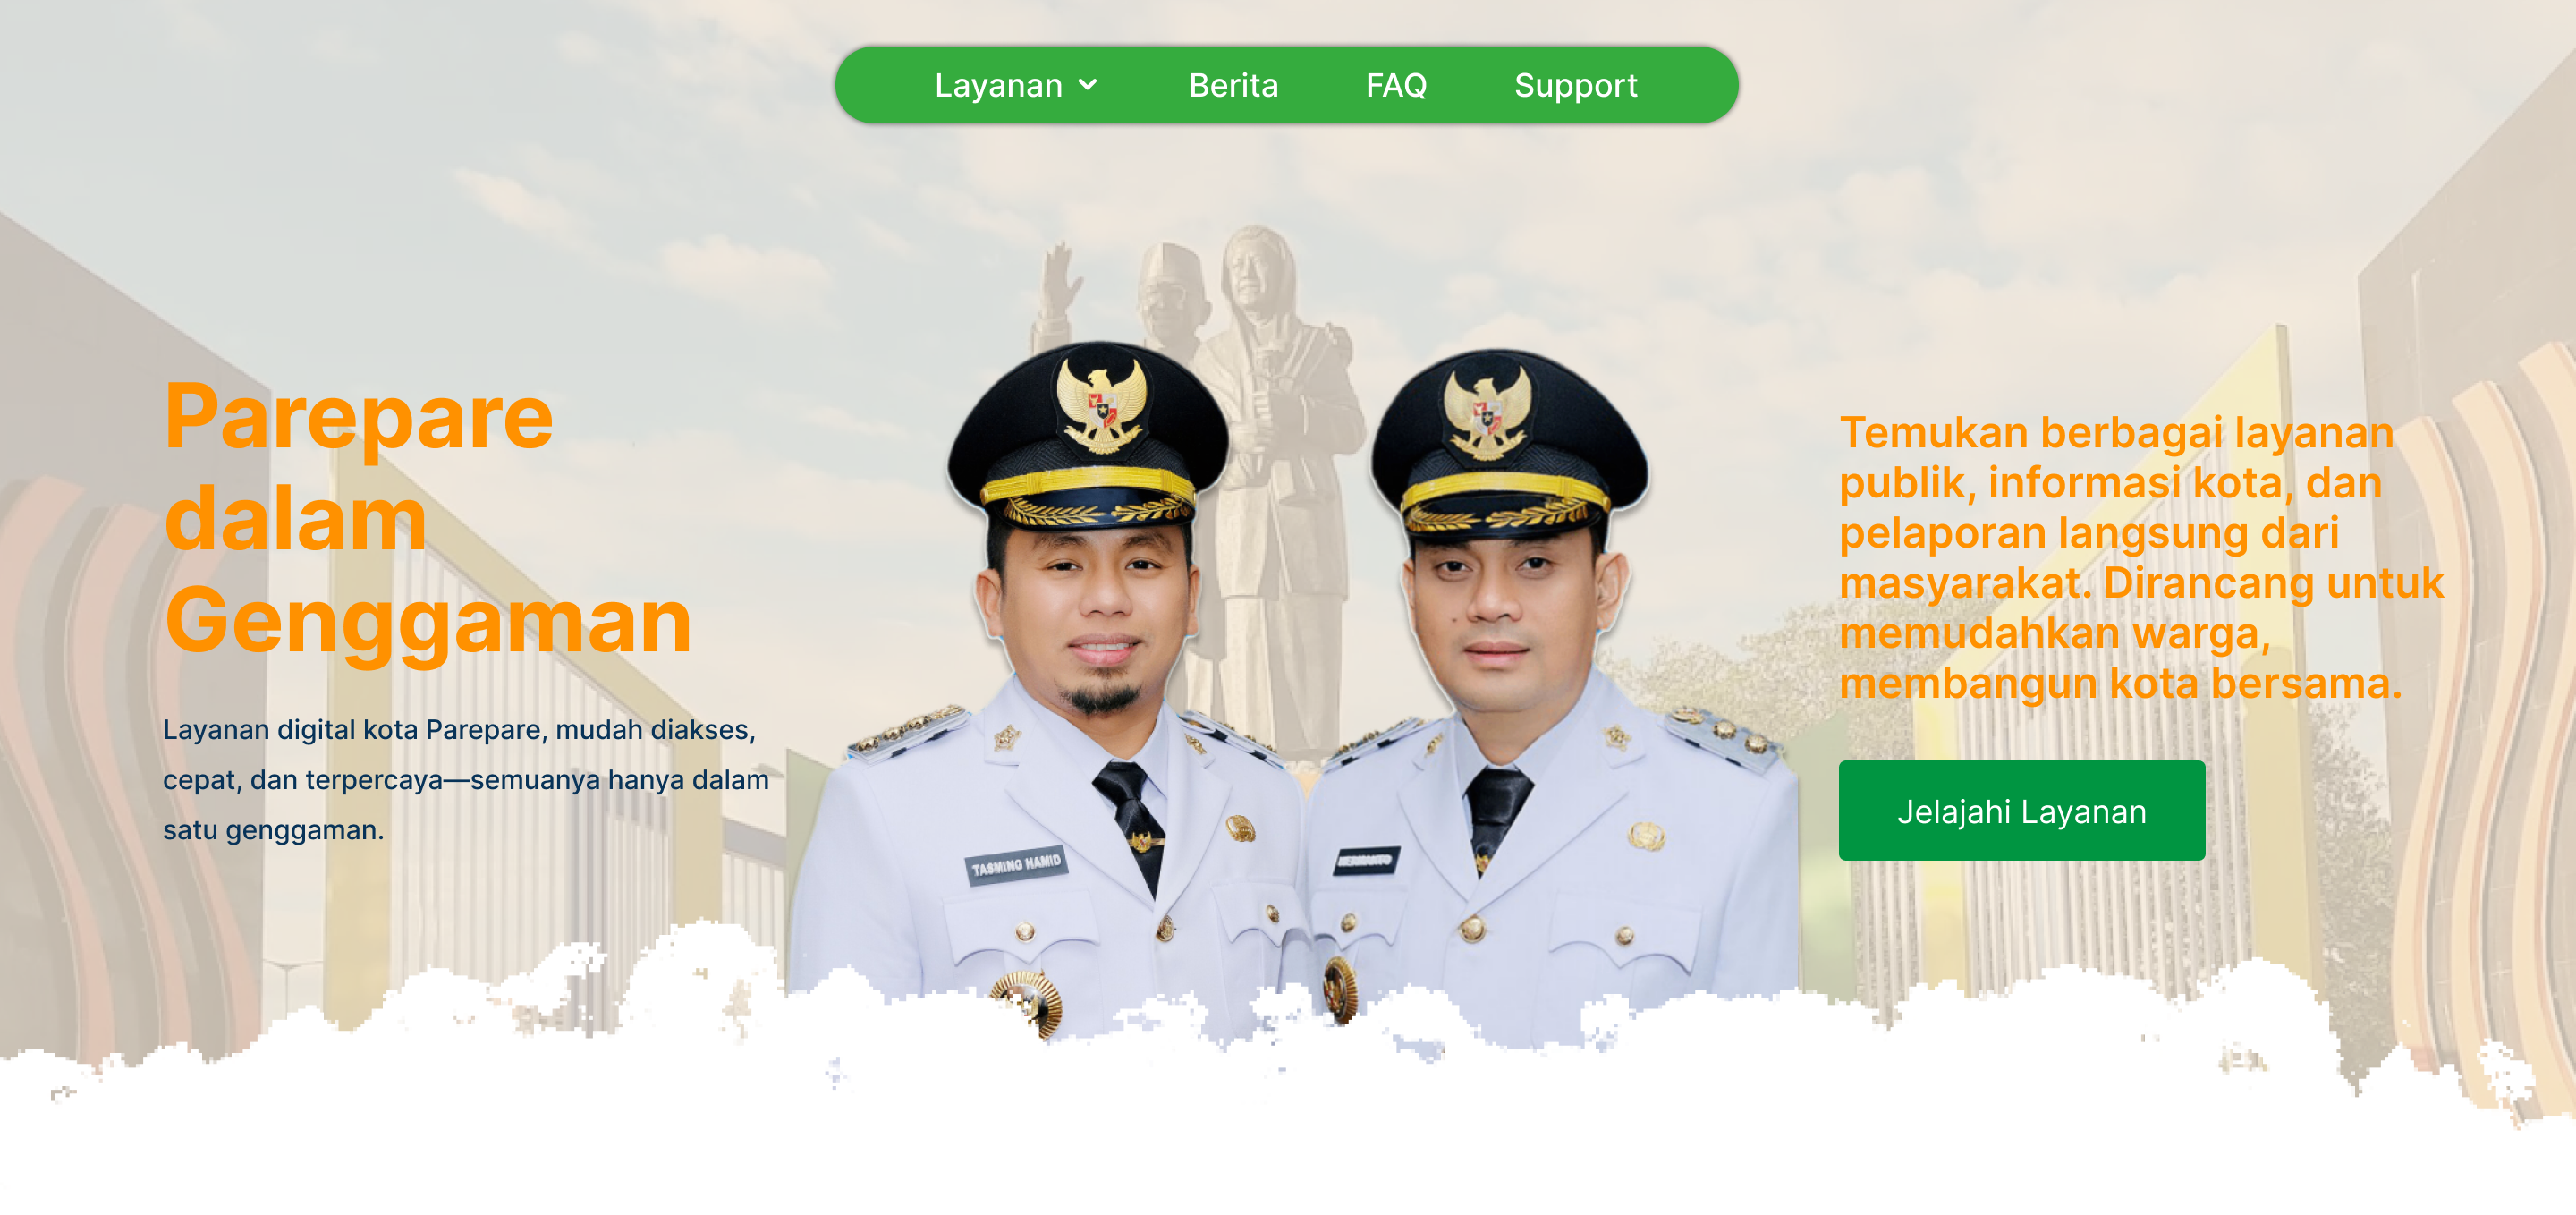 Layanan
Berita
FAQ
Support
Parepare
dalam
Genggaman
Layanan digital kota Parepare, mudah diakses,
cepat, dan terpercaya—semuanya hanya dalam
satu genggaman.
TASMING HAMID
HERMANTO
Temukan berbagai layanan
publik, informasi kota, dan
pelaporan langsung dari
masyarakat. Dirancang untuk
memudahkan warga,
membangun kota bersama.
Jelajahi Layanan